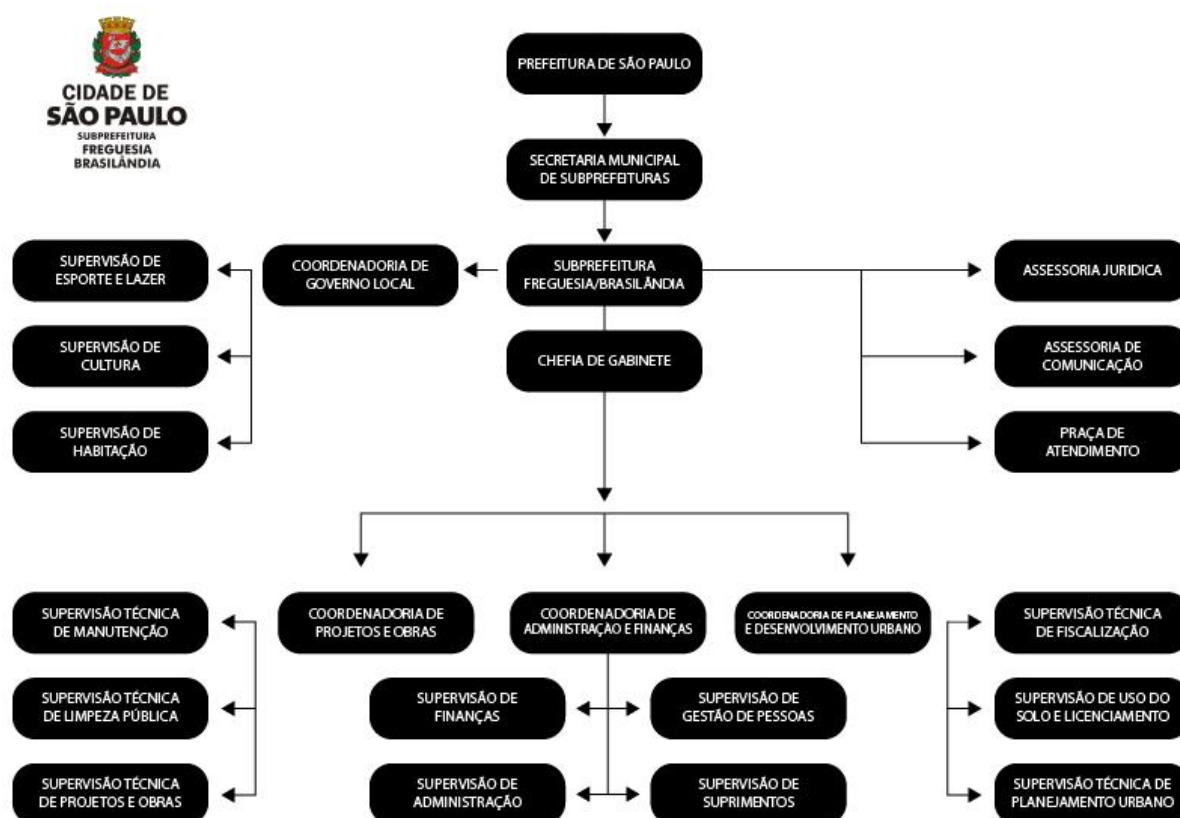 CIDADE DE
SÃO PAULO
SUBPREFEITURA
FREGUESIA
BRASILÂNDIA
PREFEITURA DE SÃO PAULO
SECRETARIA MUNICIPAL
DE SUBPREFEITURAS
SUPERVISÃO DE
ESPORTE E LAZER
COORDENADORIA DE
GOVERNO LOCAL
SUBPREFEITURA
FREGUESIA/BRASILÂNDIA
ASSESSORIA JURIDICA
SUPERVISÃO DE
CULTURA
CHEFIA DE GABINETE
ASSESSORIA DE
COMUNICAÇÃO
SUPERVISÃO DE
HABITAÇÃO
PRAÇA DE
ATENDIMENTO
SUPERVISÃO TÉCNICA
DE MANUTENÇÃO
COORDENADORIA DE
PROJETOS E OBRAS
COORDENADORIA DE
ADMINISTRAÇÃO E FINANÇAS
COORDENADORIA DE PLANEJAMENTO
E DESENVOLVIMENTO URBANO
SUPERVISÃO TÉCNICA
DE FISCALIZAÇÃO
SUPERVISÃO TÉCNICA
DE LIMPEZA PÚBLICA
SUPERVISÃO DE
FINANÇAS
SUPERVISÃO DE
GESTÃO DE PESSOAS
SUPERVISÃO DE USO DO
SOLO E LICENCIAMENTO
SUPERVISÃO TÉCNICA
DE PROJETOS E OBRAS
SUPERVISÃO DE
ADMINISTRAÇÃO
SUPERVISÃO DE
SUPRIMENTOS
SUPERVISÃO TÉCNICA DE
PLANEJAMENTO URBANO